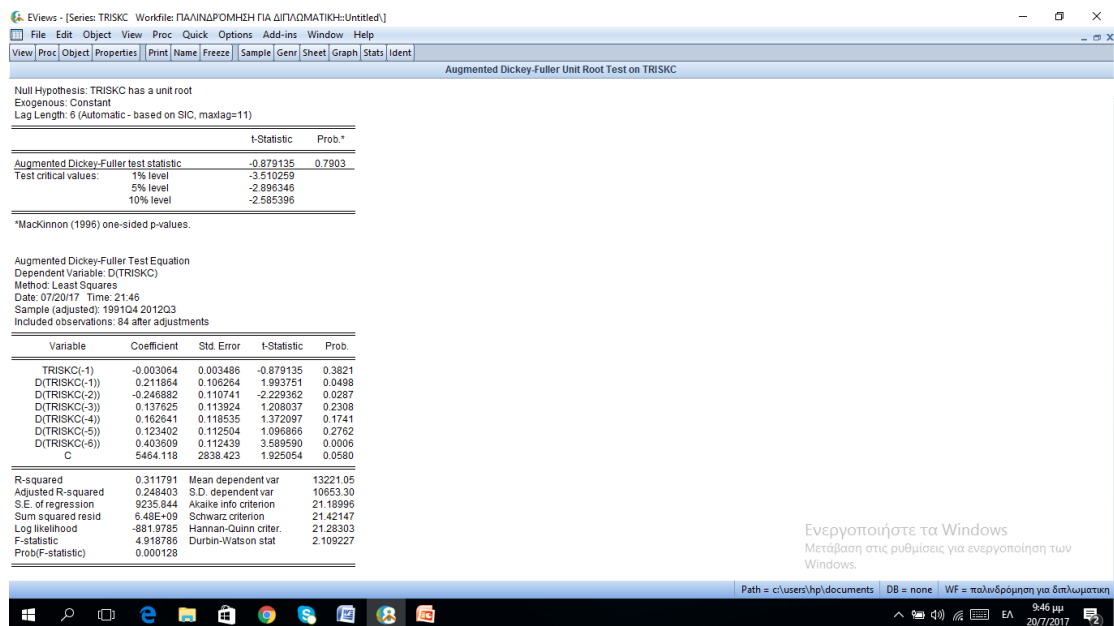 EViews - [Series: TRISKC Workfile: ΠΑΛΙΝΔΡΌΜΗΣΗ ΓΙΑ ΔΙΠΛΩΜΑΤΙΚΗ::Untitled\]
File Edit Object View Proc Quick Options Add-ins Window Help
View Proc Object Properties Print Name Freeze Sample Genr Sheet Graph Stats Ident
Augmented Dickey-Fuller Unit Root Test on TRISKC
Null Hypothesis: TRISKC has a unit root
Exogenous: Constant
Lag Length: 6 (Automatic - based on SIC, maxlag=11)
t-Statistic Prob.*
Augmented Dickey-Fuller test statistic -0.879135 0.7903
Test critical values: 1% level -3.510259
5% level -2.896346
10% level -2.585396
*MacKinnon (1996) one-sided p-values.
Augmented Dickey-Fuller Test Equation
Dependent Variable: D(TRISKC)
Method: Least Squares
Date: 07/20/17 Time: 21:46
Sample (adjusted): 1991Q4 2012Q3
Included observations: 84 after adjustments
Variable Coefficient Std. Error t-Statistic Prob.
TRISKC(-1) -0.003064 0.003486 -0.879135 0.3821
D(TRISKC(-1)) 0.211864 0.106264 1.993751 0.0498
D(TRISKC(-2)) -0.246882 0.110741 -2.229362 0.0287
D(TRISKC(-3)) 0.137625 0.113924 1.208037 0.2308
D(TRISKC(-4)) 0.162641 0.118535 1.372097 0.1741
D(TRISKC(-5)) 0.123402 0.112504 1.096866 0.2762
D(TRISKC(-6)) 0.403609 0.112439 3.589590 0.0006
C 5464.118 2838.423 1.925054 0.0580
R-squared 0.311791 Mean dependent var 13221.05
Adjusted R-squared 0.248403 S.D. dependent var 10653.30
S.E. of regression 9235.844 Akaike info criterion 21.18996
Sum squared resid 6.48E+09 Schwarz criterion 21.42147
Log likelihood -881.9785 Hannan-Quinn criter. 21.28303
F-statistic 4.918786 Durbin-Watson stat 2.109227
Prob(F-statistic) 0.000128
Ενεργοποιήστε τα Windows
Μετάβαση στις ρυθμίσεις για ενεργοποίηση των
Windows.
Path = c:\users\hp\documents DB = none WF = παλινδρόμηση για διπλωματικη
ΕΛ 9:46 μμ
20/7/2017